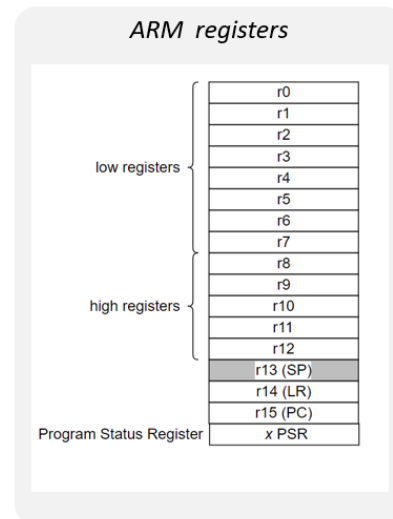 ARM registers
r0
r1
r2
r3
low registers
r4
r5
r6
r7
r8
r9
high registers
r10
r11
r12
r13 (SP)
r14 (LR)
r15 (PC)
Program Status Register
x PSR